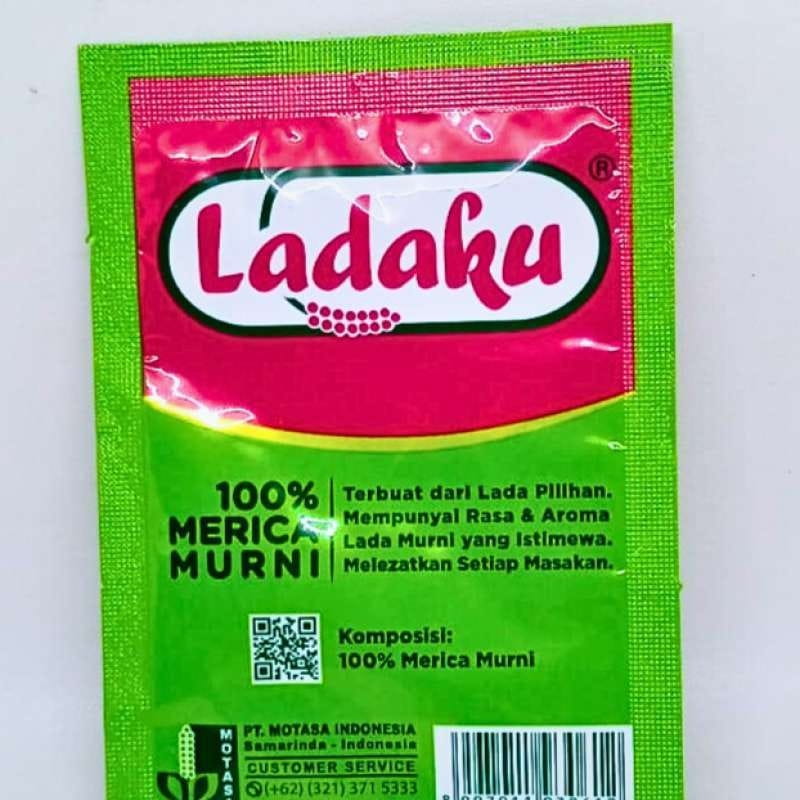 Ladaku
®
100%
MERICA
MURNI
Terbuat dari Lada Pilihan.
Mempunyai Rasa & Aroma
Lada Murni yang Istimewa.
Melezatkan Setiap Masakan.
Komposisi:
100% Merica Murni
MOTASA
PT. MOTASA INDONESIA
Samarinda - Indonesia
CUSTOMER SERVICE
(+62) (321) 371 5333